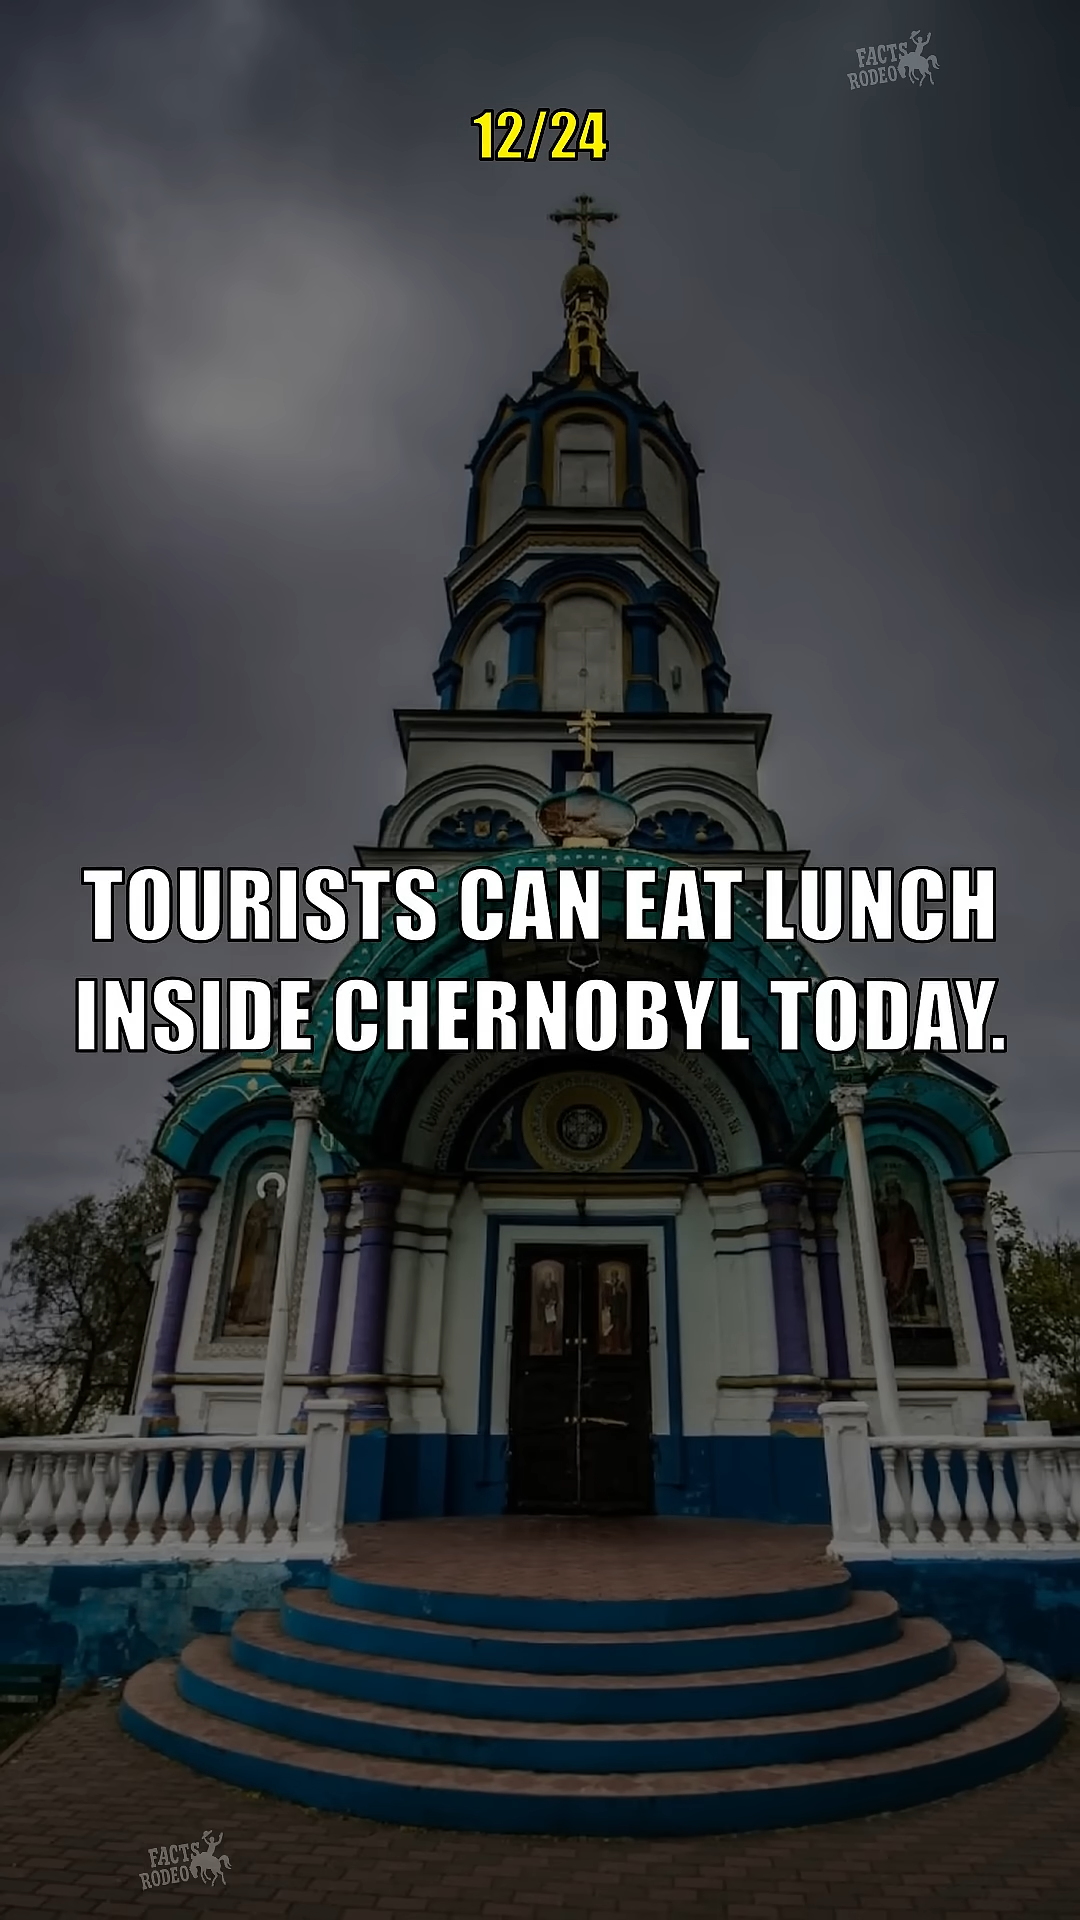 FACTS
RODEO
12/24
TOURISTS CAN EAT LUNCH
INSIDE CHERNOBYL TODAY.
FACTS
RODEO